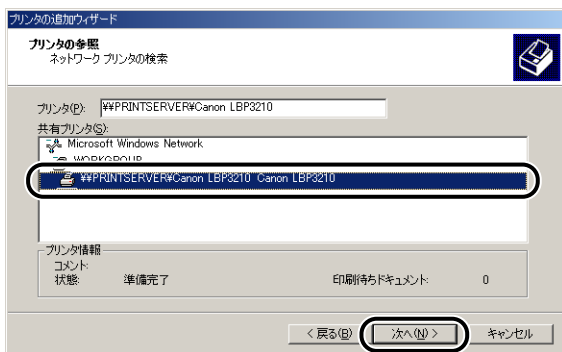 プリンタの追加ウィザード
プリンタの参照
ネットワーク プリンタの検索
プリンタ(P): ¥¥PRINTSERVER¥Canon LBP3210
共有プリンタ(S):
Microsoft Windows Network
WORKGROUP
¥¥PRINTSERVER¥Canon LBP3210 Canon LBP3210
プリンタ情報
コメント:
状態: 準備完了 印刷待ちドキュメント: 0
< 戻る(B) 次へ(N) > キャンセル